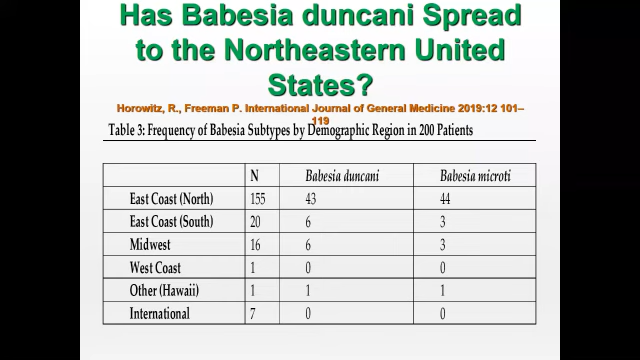 Has Babesia duncani Spread
to the Northeastern United
States?
Horowitz, R., Freeman P. International Journal of General Medicine 2019:12 101–
119
Table 3: Frequency of Babesia Subtypes by Demographic Region in 200 Patients
N Babesia duncani Babesia microti
East Coast (North) 155 43 44
East Coast (South) 20 6 3
Midwest 16 6 3
West Coast 1 0 0
Other (Hawaii) 1 1 1
International 7 0 0